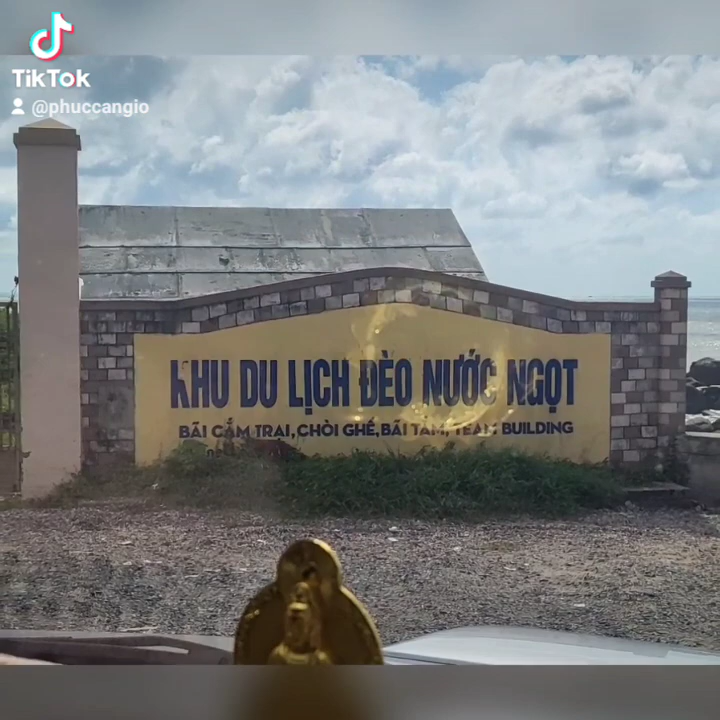 TikTok
@phuccangio
KHU DU LỊCH ĐÈO NƯỚC NGỌT
BÃI CẮM TRẠI, CHÒI GHẾ, BÃI TẮM, TEAM BUILDING